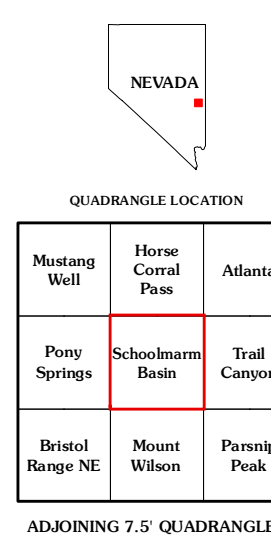 NEVADA
QUADRANGLE LOCATION
Mustang
Well
Horse
Corral
Pass
Atlanta
Pony
Springs
Schoolmarm
Basin
Trail
Canyon
Bristol
Range NE
Mount
Wilson
Parsnip
Peak
ADJOINING 7.5' QUADRANGLE